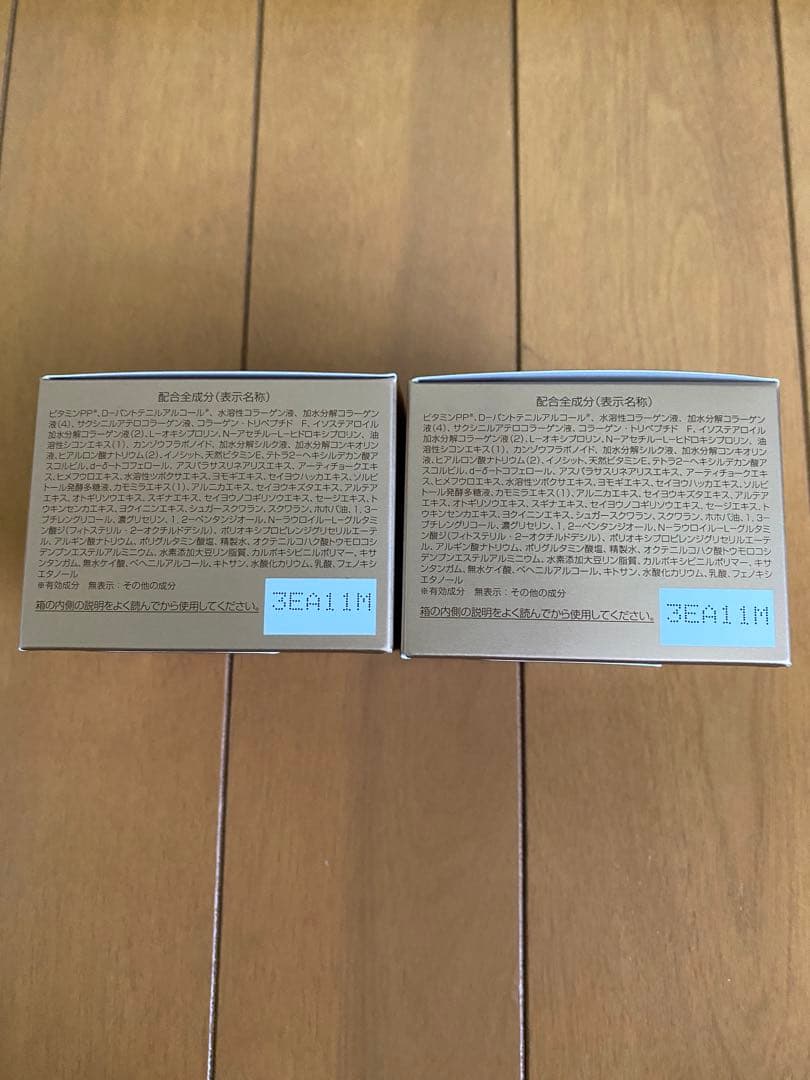 配合全成分(表示名称)
ビタミンPP*、D-パントテニルアルコール*、水溶性コラーゲン液、加水分解コラーゲン
液(4)、サクシニルアテロコラーゲン液、コラーゲン・トリペプチド F、イソステアロイル
加水分解コラーゲン液(2)、L-オキシプロリン、N-アセチル-L-ヒドロキシプロリン、油
溶性シコンエキス(1)、カンゾウフラボノイド、加水分解シルク液、加水分解コンキオリン
液、ヒアルロン酸ナトリウム(2)、イノシット、天然ビタミンE、テトラ2-ヘキシルデカン酸ア
スコルビル、d-δ-トコフェロール、アスパラサスリネアリスエキス、アーティチョークエ
キス、ヒメフウロエキス、水溶性ツボクサエキス、ヨモギエキス、セイヨウハッカエキス、ソルビ
トール発酵多糖液、カモミラエキス(1)、アルニカエキス、セイヨウキズタエキス、アルテア
エキス、オトギリソウエキス、スギナエキス、セイヨウノコギリソウエキス、セージエキス、ト
ウキンセンカエキス、ヨクイニンエキス、シュガースクワラン、スクワラン、ホホバ油、1,3-
ブチレングリコール、濃グリセリン、1,2-ペンタンジオール、N-ラウロイル-L-グルタミ
ン酸ジ(フィトステリル・2-オクチルドデシル)、ポリオキシプロピレンジグリセリルエーテ
ル、アルギン酸ナトリウム、ポリグルタミン酸塩、精製水、オクテニルコハク酸トウモロコシ
デンプンエステルアルミニウム、水素添加大豆リン脂質、カルボキシビニルポリマー、キサ
ンタンガム、無水ケイ酸、ベヘニルアルコール、キトサン、水酸化カリウム、乳酸、フェノキシ
エタノール
※有効成分 無表示:その他の成分
箱の内側の説明をよく読んでから使用してください。
3EA11M
配合全成分(表示名称)
ビタミンPP*、D-パントテニルアルコール*、水溶性コラーゲン液、加水分解コラーゲン
液(4)、サクシニルアテロコラーゲン液、コラーゲン・トリペプチド F、イソステアロイル
加水分解コラーゲン液(2)、L-オキシプロリン、N-アセチル-L-ヒドロキシプロリン、油
溶性シコンエキス(1)、カンゾウフラボノイド、加水分解シルク液、加水分解コンキオリン
液、ヒアルロン酸ナトリウム(2)、イノシット、天然ビタミンE、テトラ2-ヘキシルデカン酸ア
スコルビル、d-δ-トコフェロール、アスパラサスリネアリスエキス、アーティチョークエキ
ス、ヒメフウロエキス、水溶性ツボクサエキス、ヨモギエキス、セイヨウハッカエキス、ソルビ
トール発酵多糖液、カモミラエキス(1)、アルニカエキス、セイヨウキズタエキス、アルテア
エキス、オトギリソウエキス、スギナエキス、セイヨウノコギリソウエキス、セージエキス、ト
ウキンセンカエキス、ヨクイニンエキス、シュガースクワラン、スクワラン、ホホバ油、1,3-
ブチレングリコール、濃グリセリン、1,2-ペンタンジオール、N-ラウロイル-L-グルタミ
ン酸ジ(フィトステリル・2-オクチルドデシル)、ポリオキシプロピレンジグリセリルエーテ
ル、アルギン酸ナトリウム、ポリグルタミン酸塩、精製水、オクテニルコハク酸トウモロコシ
デンプンエステルアルミニウム、水素添加大豆リン脂質、カルボキシビニルポリマー、キサ
ンタンガム、無水ケイ酸、ベヘニルアルコール、キトサン、水酸化カリウム、乳酸、フェノキシ
エタノール
※有効成分 無表示:その他の成分
箱の内側の説明をよく読んでから使用してください。
3EA11M